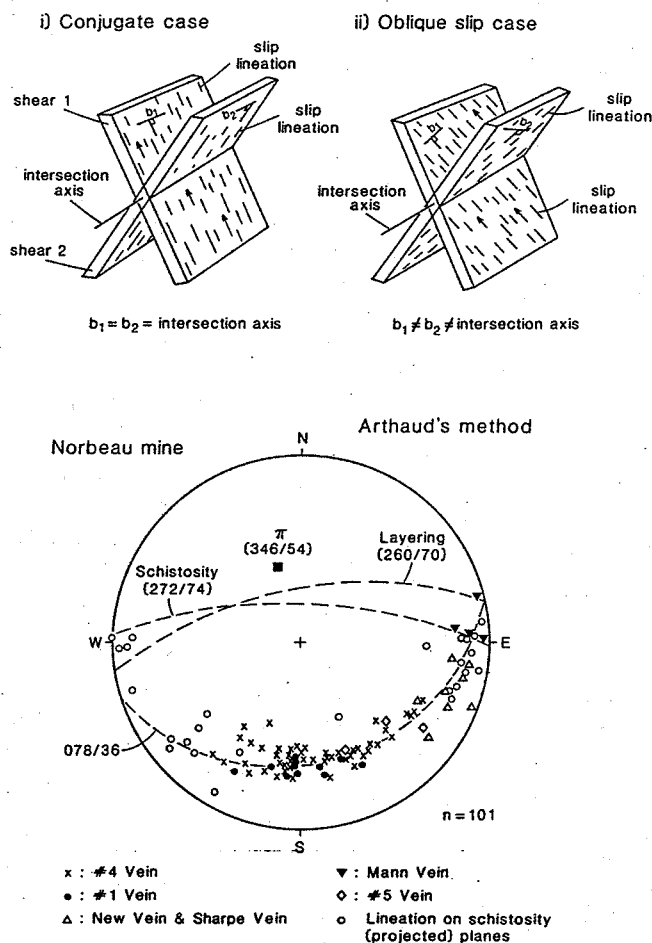 i) Conjugate case
ii) Oblique slip case
slip
lineation
shear 1
b1
b2
slip
lineation
intersection
axis
shear 2
b₁ = b₂ = intersection axis
slip
lineation
b1
b2
intersection
axis
slip
lineation
b₁ ≠ b₂ ≠ intersection axis
Norbeau mine
Arthaud's method
N
π
(346/54)
Layering
(260/70)
Schistosity
(272/74)
W
E
078/36
n = 101
S
x : #4 Vein
● : #1 Vein
△ : New Vein & Sharpe Vein
▼ : Mann Vein
◇ : #5 Vein
○ Lineation on schistosity
(projected) planes